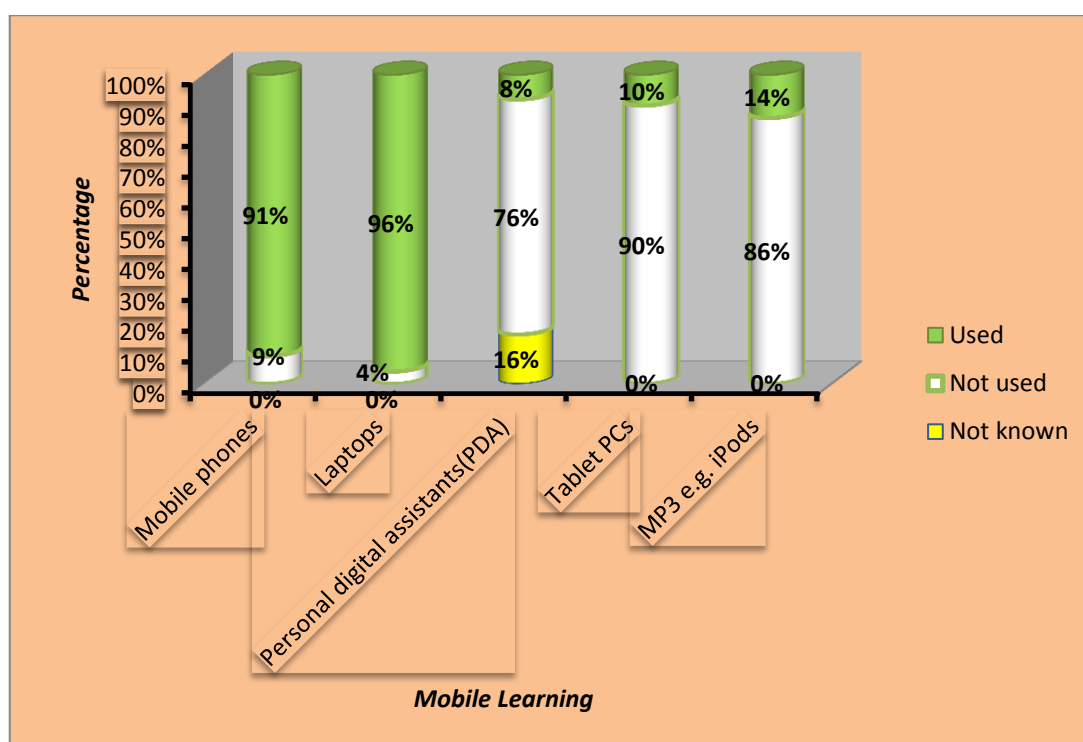 100%
90%
80%
70%
60%
50%
40%
30%
20%
10%
0%
Percentage
91%
9%
0%
96%
4%
0%
8%
76%
16%
10%
90%
0%
14%
86%
0%
Mobile phones
Laptops
Personal digital assistants(PDA)
Tablet PCs
MP3 e.g. iPods
Mobile Learning
Used
Not used
Not known